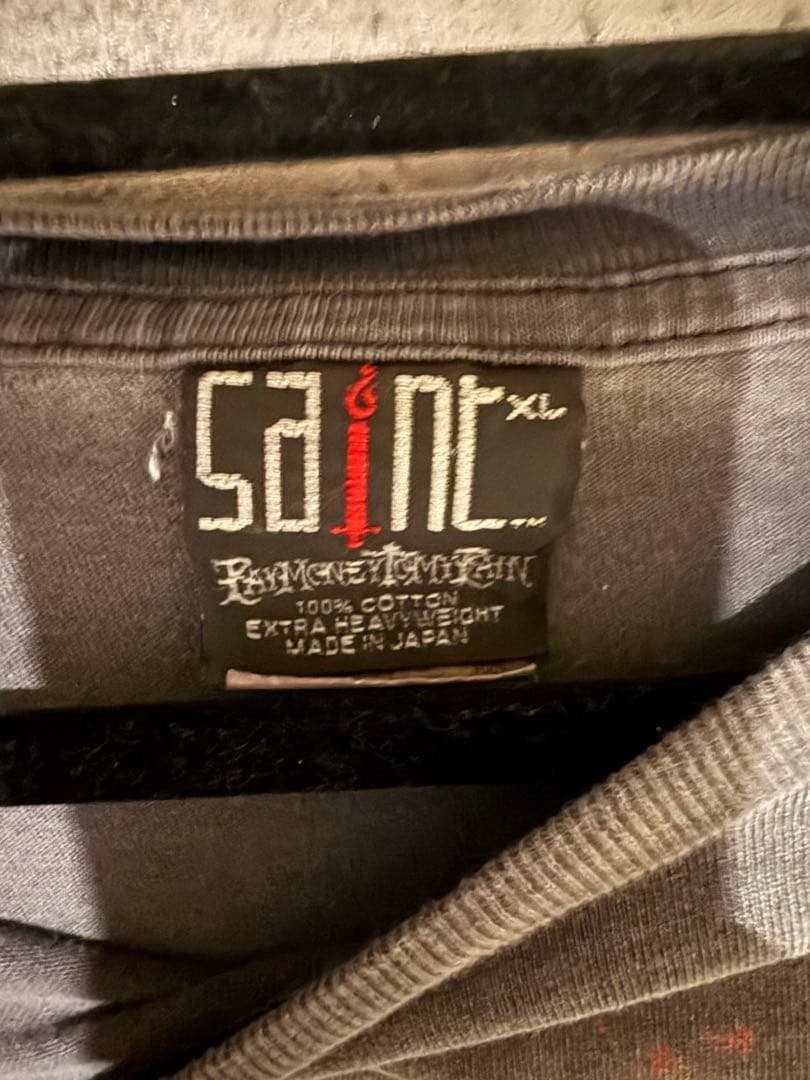 saint XL
PAYMONEYTOMYPAIN
100% COTTON
EXTRA HEAVYWEIGHT
MADE IN JAPAN